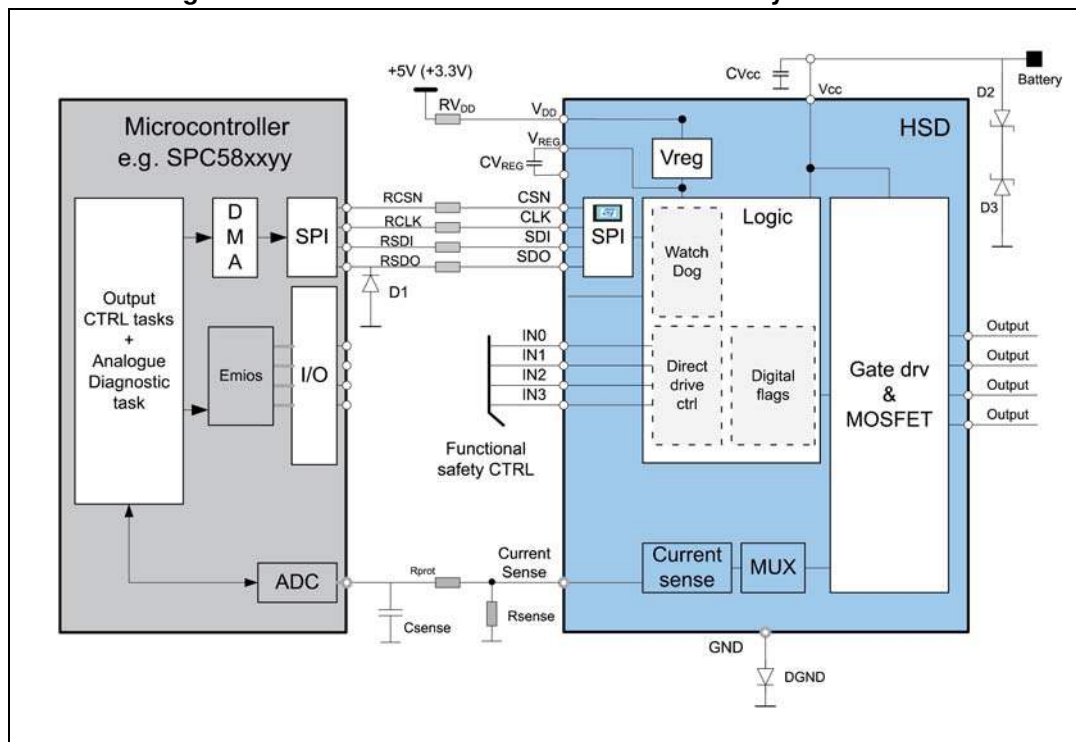 +5V (+3.3V)
CVcc
Vcc
Battery
D2
D3
RVDD
VDD
VREG
CVREG
Microcontroller
e.g. SPC58xxyy
HSD
Vreg
RCSN
CSN
RCLK
CLK
RSDI
SDI
RSDO
SDO
D1
D
M
A
SPI
SPI
Logic
Watch
Dog
Output
CTRL tasks
+
Analogue
Diagnostic
task
Emios
I/O
IN0
IN1
IN2
IN3
Functional
safety CTRL
Direct
drive
ctrl
Digital
flags
Gate drv
&
MOSFET
Output
Output
Output
Output
ADC
Rprot
Current
Sense
Csense
Rsense
Current
sense
MUX
GND
DGND